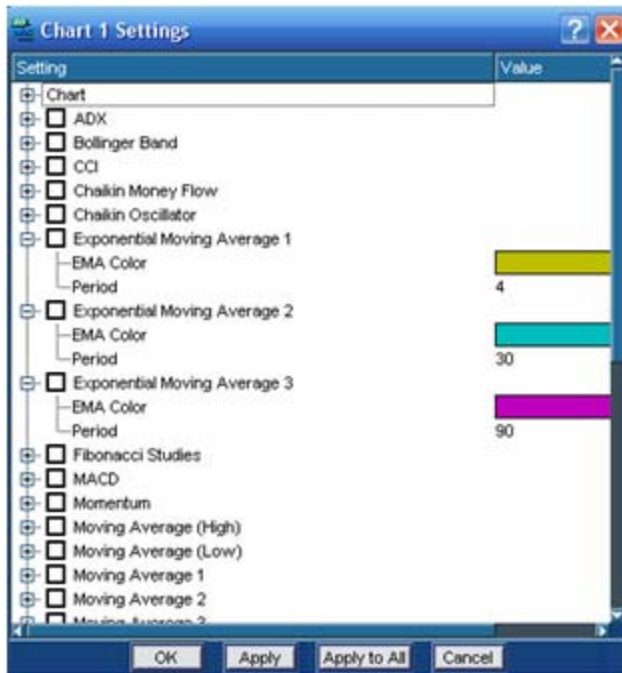 Chart 1 Settings
Setting Value
Chart
ADX
Bollinger Band
CCI
Chaikin Money Flow
Chaikin Oscillator
Exponential Moving Average 1
EMA Color
Period 4
Exponential Moving Average 2
EMA Color
Period 30
Exponential Moving Average 3
EMA Color
Period 90
Fibonacci Studies
MACD
Momentum
Moving Average (High)
Moving Average (Low)
Moving Average 1
Moving Average 2
Moving Average 3
OK Apply Apply to All Cancel